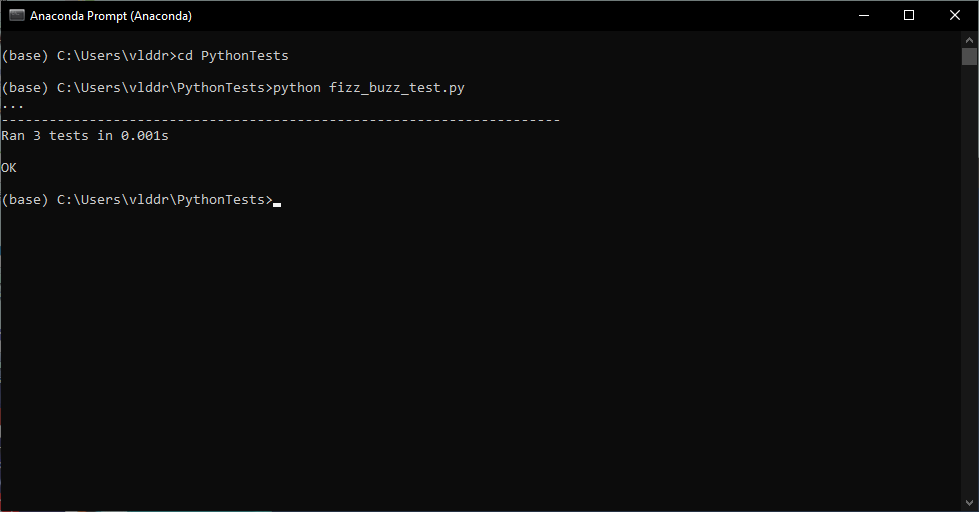 Anaconda Prompt (Anaconda)
(base) C:\Users\vlddr>cd PythonTests
(base) C:\Users\vlddr\PythonTests>python fizz_buzz_test.py
...
----------------------------------------------------------------------
Ran 3 tests in 0.001s
OK
(base) C:\Users\vlddr\PythonTests>